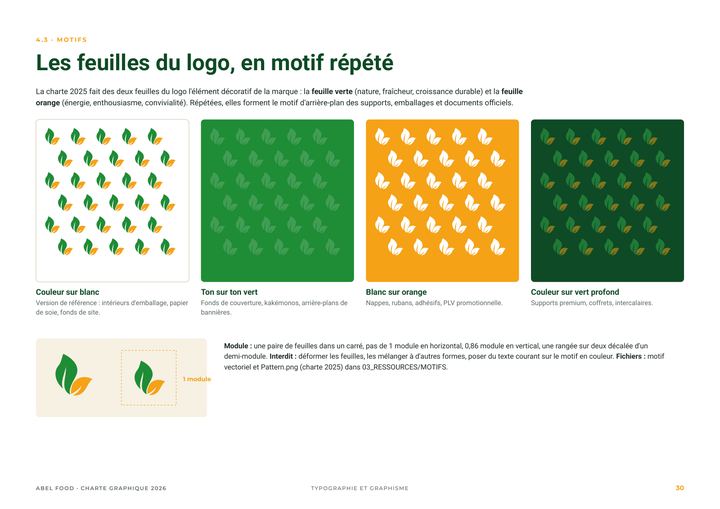 4.3 · MOTIFS
Les feuilles du logo, en motif répété
La charte 2025 fait des deux feuilles du logo l'élément décoratif de la marque : la feuille verte (nature, fraîcheur, croissance durable) et la feuille
orange (énergie, enthousiasme, convivialité). Répétées, elles forment le motif d'arrière-plan des supports, emballages et documents officiels.
Couleur sur blanc
Version de référence : intérieurs d'emballage, papier
de soie, fonds de site.
Ton sur ton vert
Fonds de couverture, kakémonos, arrière-plans de
bannières.
Blanc sur orange
Nappes, rubans, adhésifs, PLV promotionnelle.
Couleur sur vert profond
Supports premium, coffrets, intercalaires.
1 module
Module : une paire de feuilles dans un carré, pas de 1 module en horizontal, 0,86 module en vertical, une rangée sur deux décalée d'un
demi-module. Interdit : déformer les feuilles, les mélanger à d'autres formes, poser du texte courant sur le motif en couleur. Fichiers : motif
vectoriel et Pattern.png (charte 2025) dans 03_RESSOURCES/MOTIFS.
ABEL FOOD · CHARTE GRAPHIQUE 2026
TYPOGRAPHIE ET GRAPHISME
30